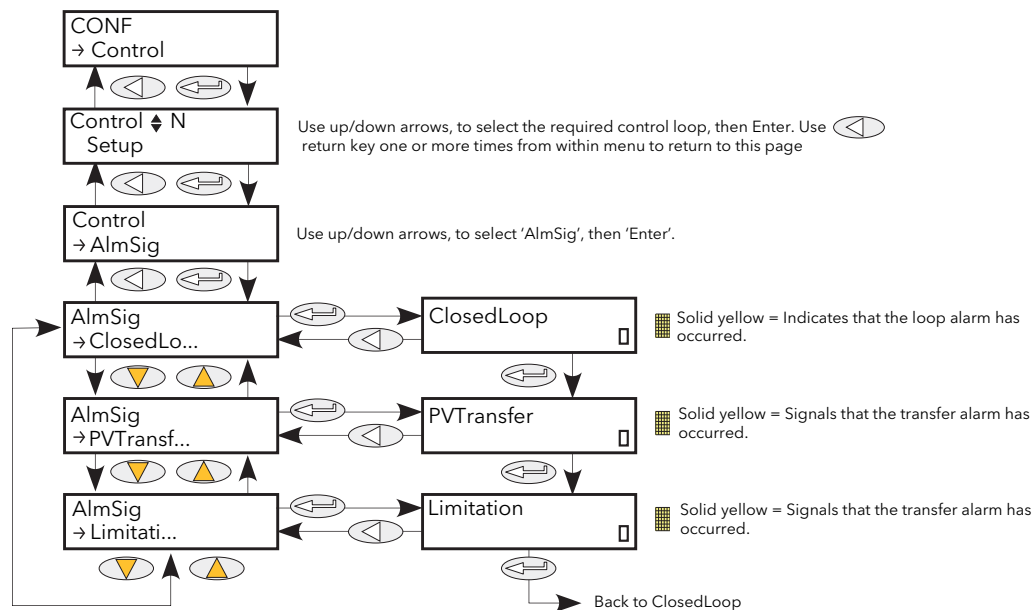 CONF
→ Control
Control ♦ N
Setup
Use up/down arrows, to select the required control loop, then Enter. Use
return key one or more times from within menu to return to this page
Control
→ AlmSig
Use up/down arrows, to select ‘AlmSig’, then ‘Enter’.
AlmSig
→ ClosedLo...
ClosedLoop
Solid yellow = Indicates that the loop alarm has
occurred.
AlmSig
→ PVTransf...
PVTransfer
Solid yellow = Signals that the transfer alarm has
occurred.
AlmSig
→ Limitati...
Limitation
Solid yellow = Signals that the transfer alarm has
occurred.
Back to ClosedLoop